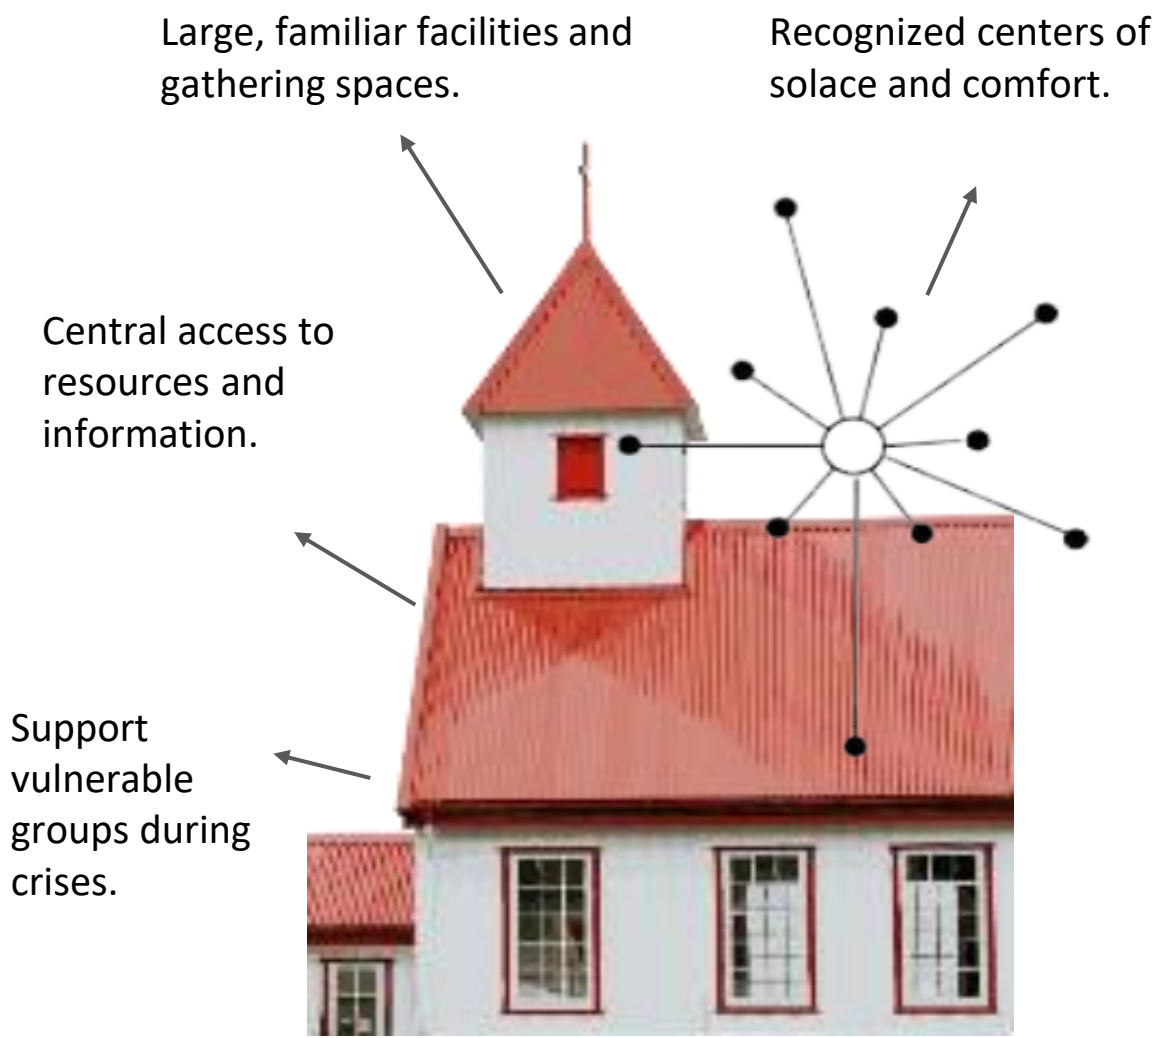 Large, familiar facilities and
gathering spaces.
Recognized centers of
solace and comfort.
Central access to
resources and
information.
Support
vulnerable
groups during
crises.